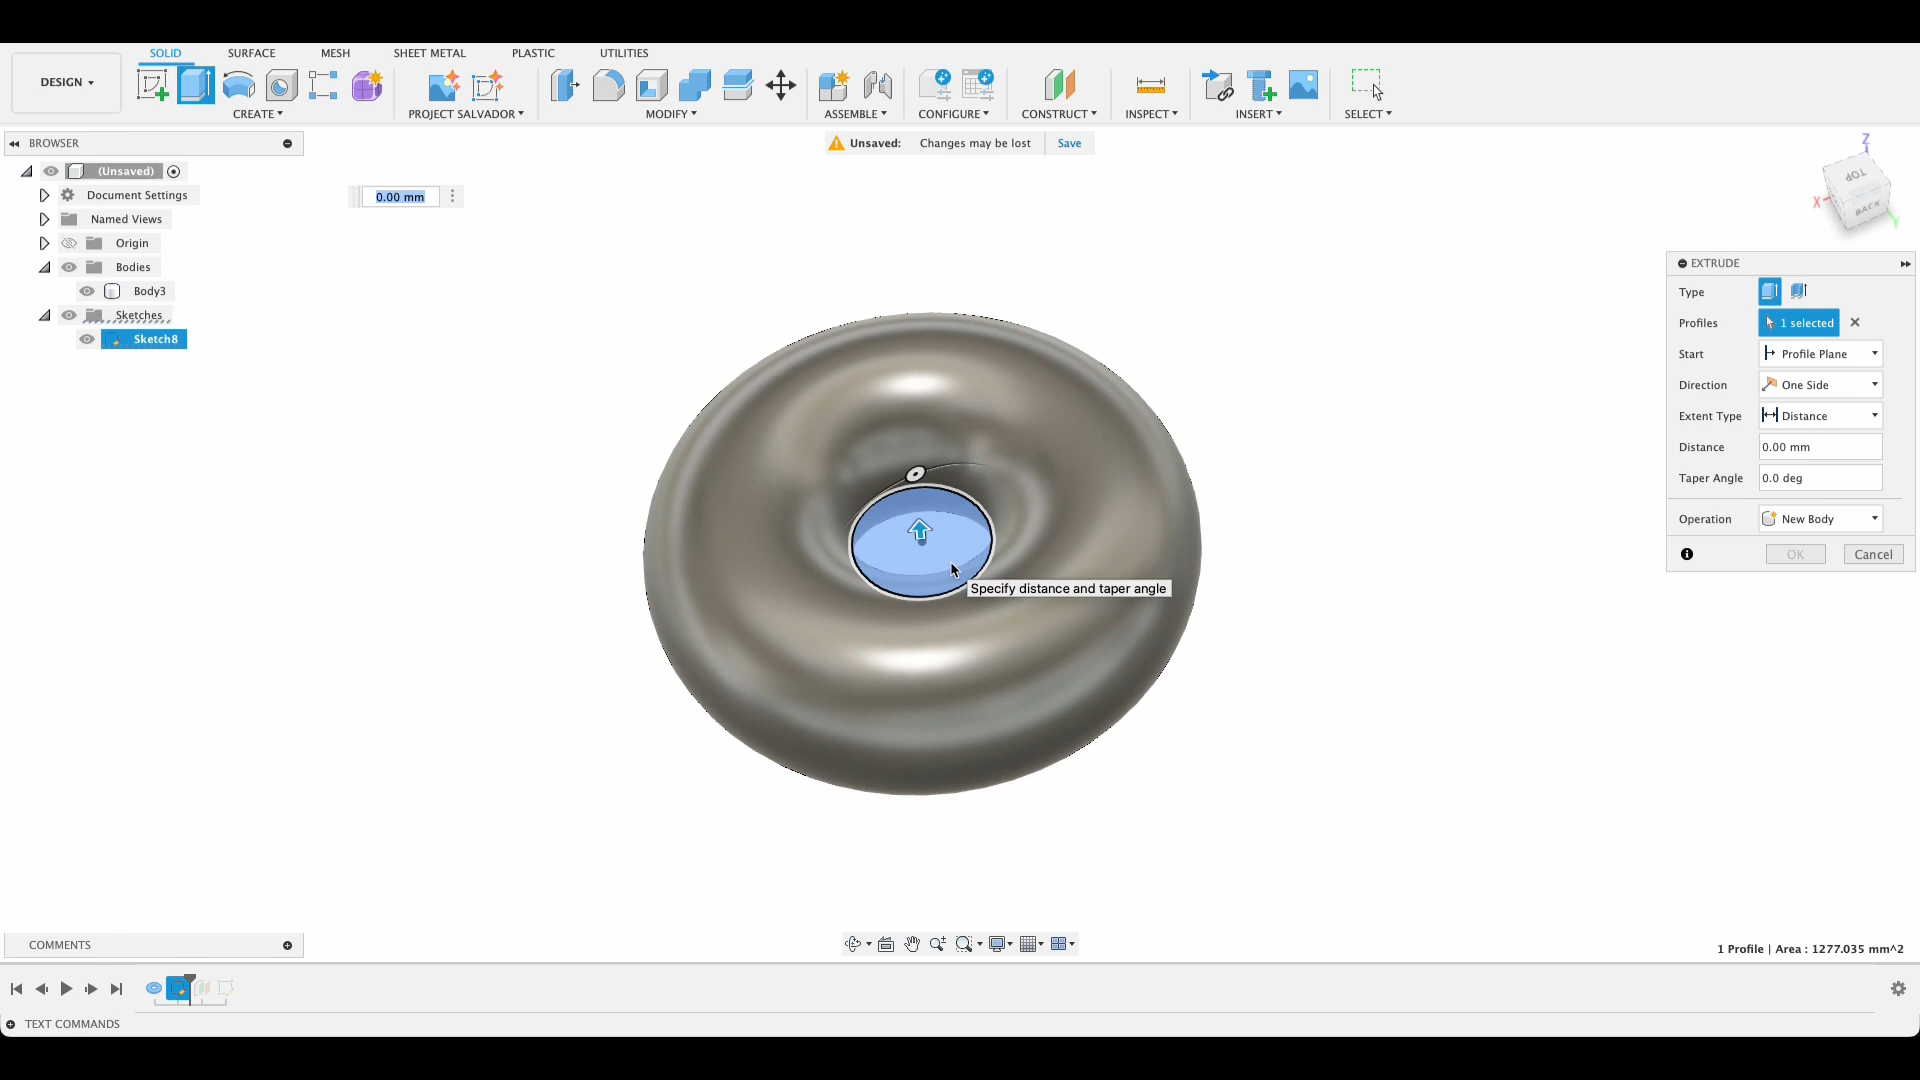 SOLID SURFACE MESH SHEET METAL PLASTIC UTILITIES
DESIGN
CREATE PROJECT SALVADOR MODIFY ASSEMBLE CONFIGURE CONSTRUCT INSPECT INSERT SELECT
BROWSER
Unsaved: Changes may be lost Save
(Unsaved)
Document Settings
0.00 mm
Named Views
Origin
Bodies
Body3
Sketches
Sketch8
Z
TOP
X
BACK
Y
EXTRUDE
Type
Profiles 1 selected
Start Profile Plane
Direction One Side
Extent Type Distance
Distance 0.00 mm
Taper Angle 0.0 deg
Operation New Body
OK Cancel
Specify distance and taper angle
COMMENTS
1 Profile | Area : 1277.035 mm^2
TEXT COMMANDS